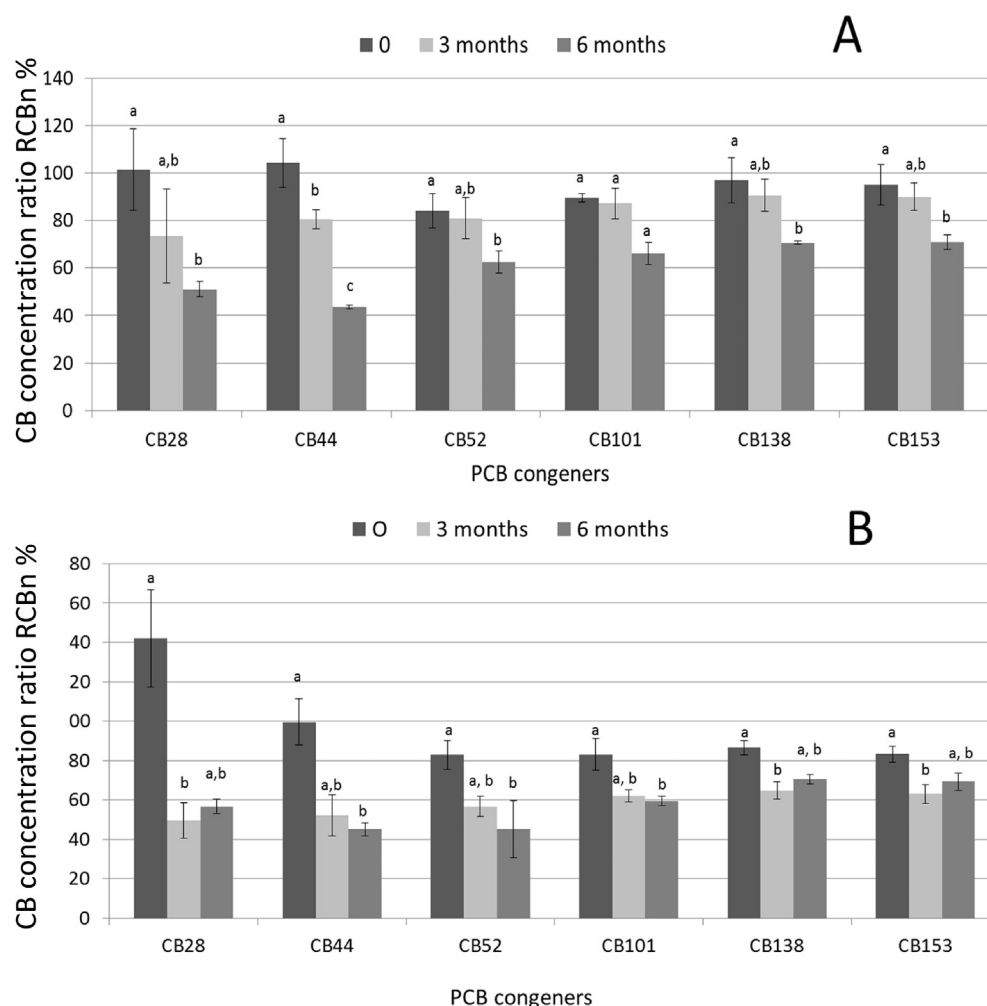 A
0 3 months 6 months
CB concentration ratio RCBn %
140
120
100
80
60
40
20
0
a a,b b
a b c
a a,b b
a a a
a a,b b
a a,b b
CB28 CB44 CB52 CB101 CB138 CB153
PCB congeners
B
O 3 months 6 months
CB concentration ratio RCBn %
80
60
40
20
00
80
60
40
20
0
a b a,b
a a,b b
a a, b b
a a, b b
a b a, b
a b a, b
CB28 CB44 CB52 CB101 CB138 CB153
PCB congeners